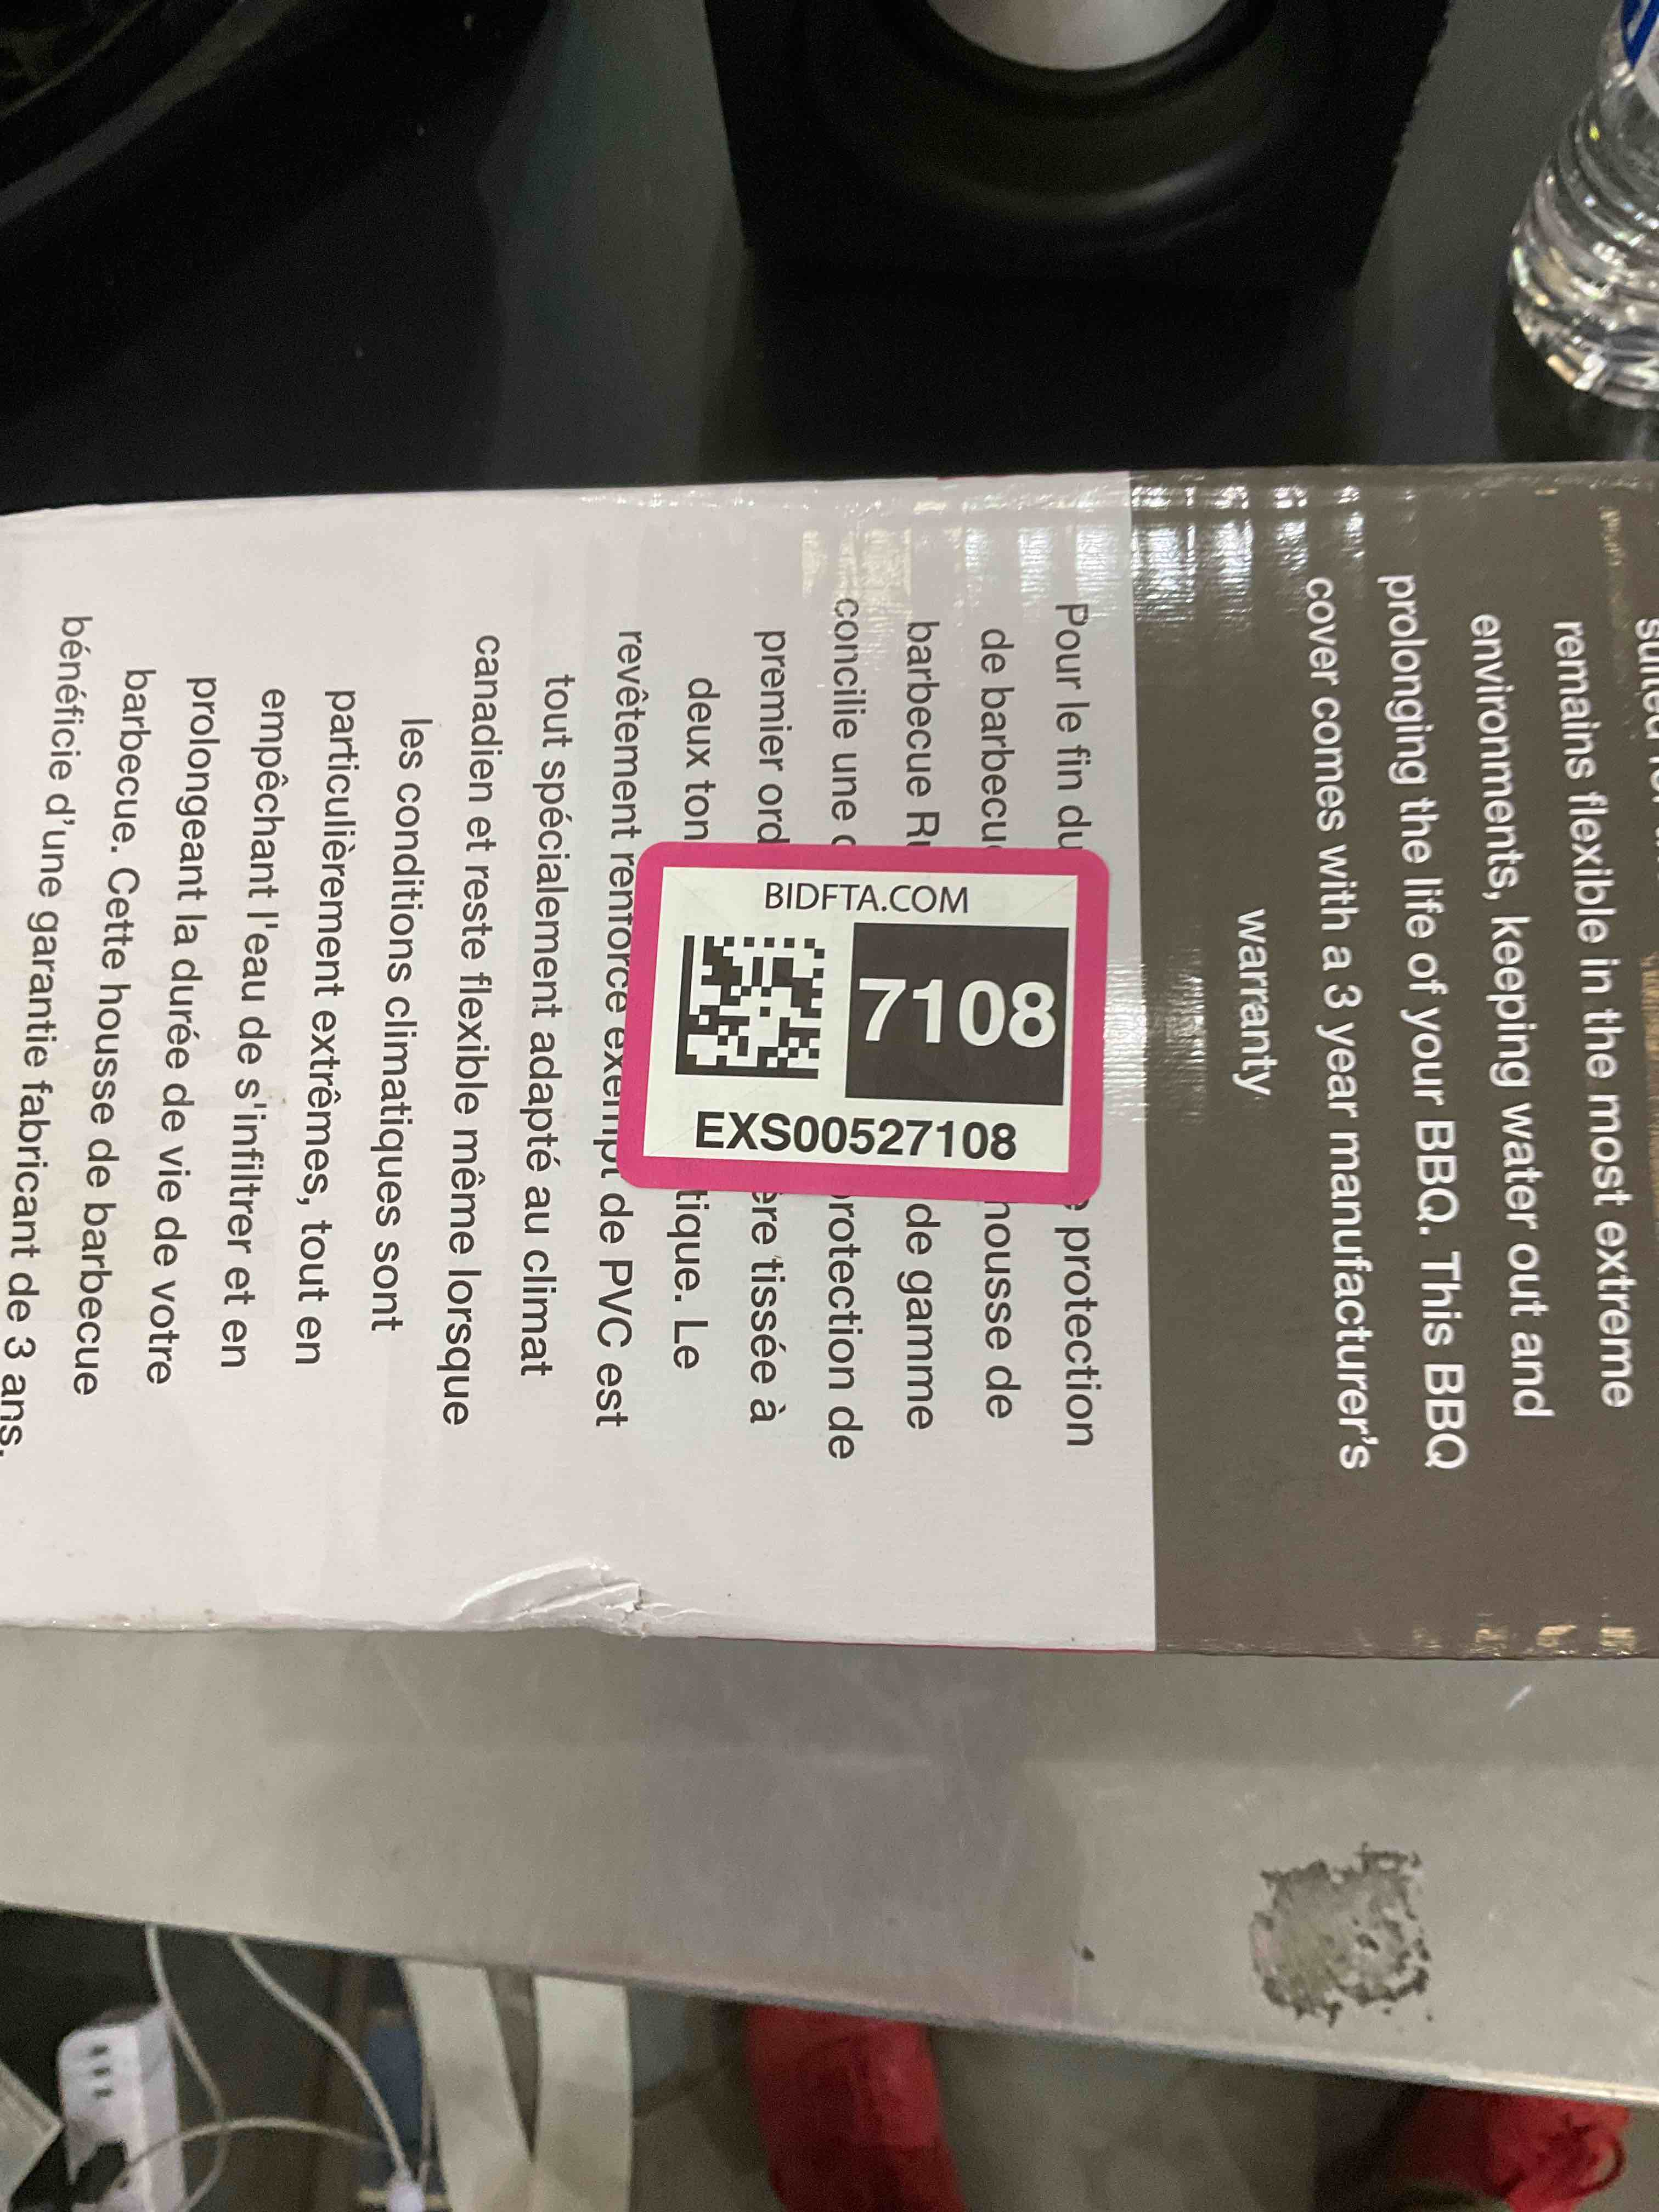 remains flexible in the most extreme
environments, keeping water out and
prolonging the life of your BBQ. This BBQ
cover comes with a 3 year manufacturer's
warranty
Pour le fin du protection
de barbecu housse de
barbecue de gamme
concilie une protection de
premier ord tissée à
deux ton tique. Le
revêtement renforcé exempt de PVC est
tout spécialement adapté au climat
canadien et reste flexible même lorsque
les conditions climatiques sont
particulièrement extrêmes, tout en
empêchant l'eau de s'infiltrer et en
prolongeant la durée de vie de votre
barbecue. Cette housse de barbecue
bénéficie d'une garantie fabricant de 3 ans.
BIDFTA.COM
7108
EXS00527108